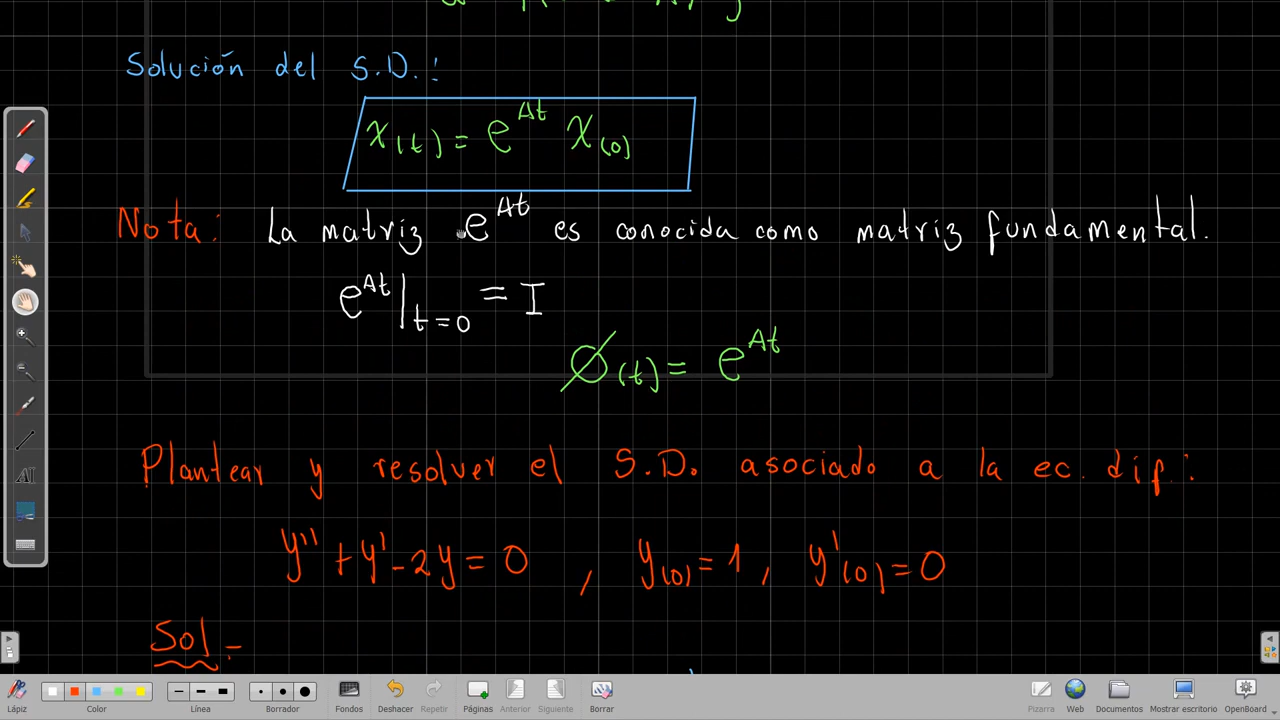 Solución del S.D.:
x(t) = e^At x(0)
Nota: La matriz e^At es conocida como matriz fundamental.
e^At |t=0 = I
Ø(t) = e^At
Plantear y resolver el S.D. asociado a la ec. dif.:
y'' + y' - 2y = 0 , y(0) = 1, y'(0) = 0
Sol -
Lápiz Color Línea Borrador Fondos Deshacer Repetir Páginas Anterior Siguiente Borrar Pizarra Web Documentos Mostrar escritorio OpenBoard